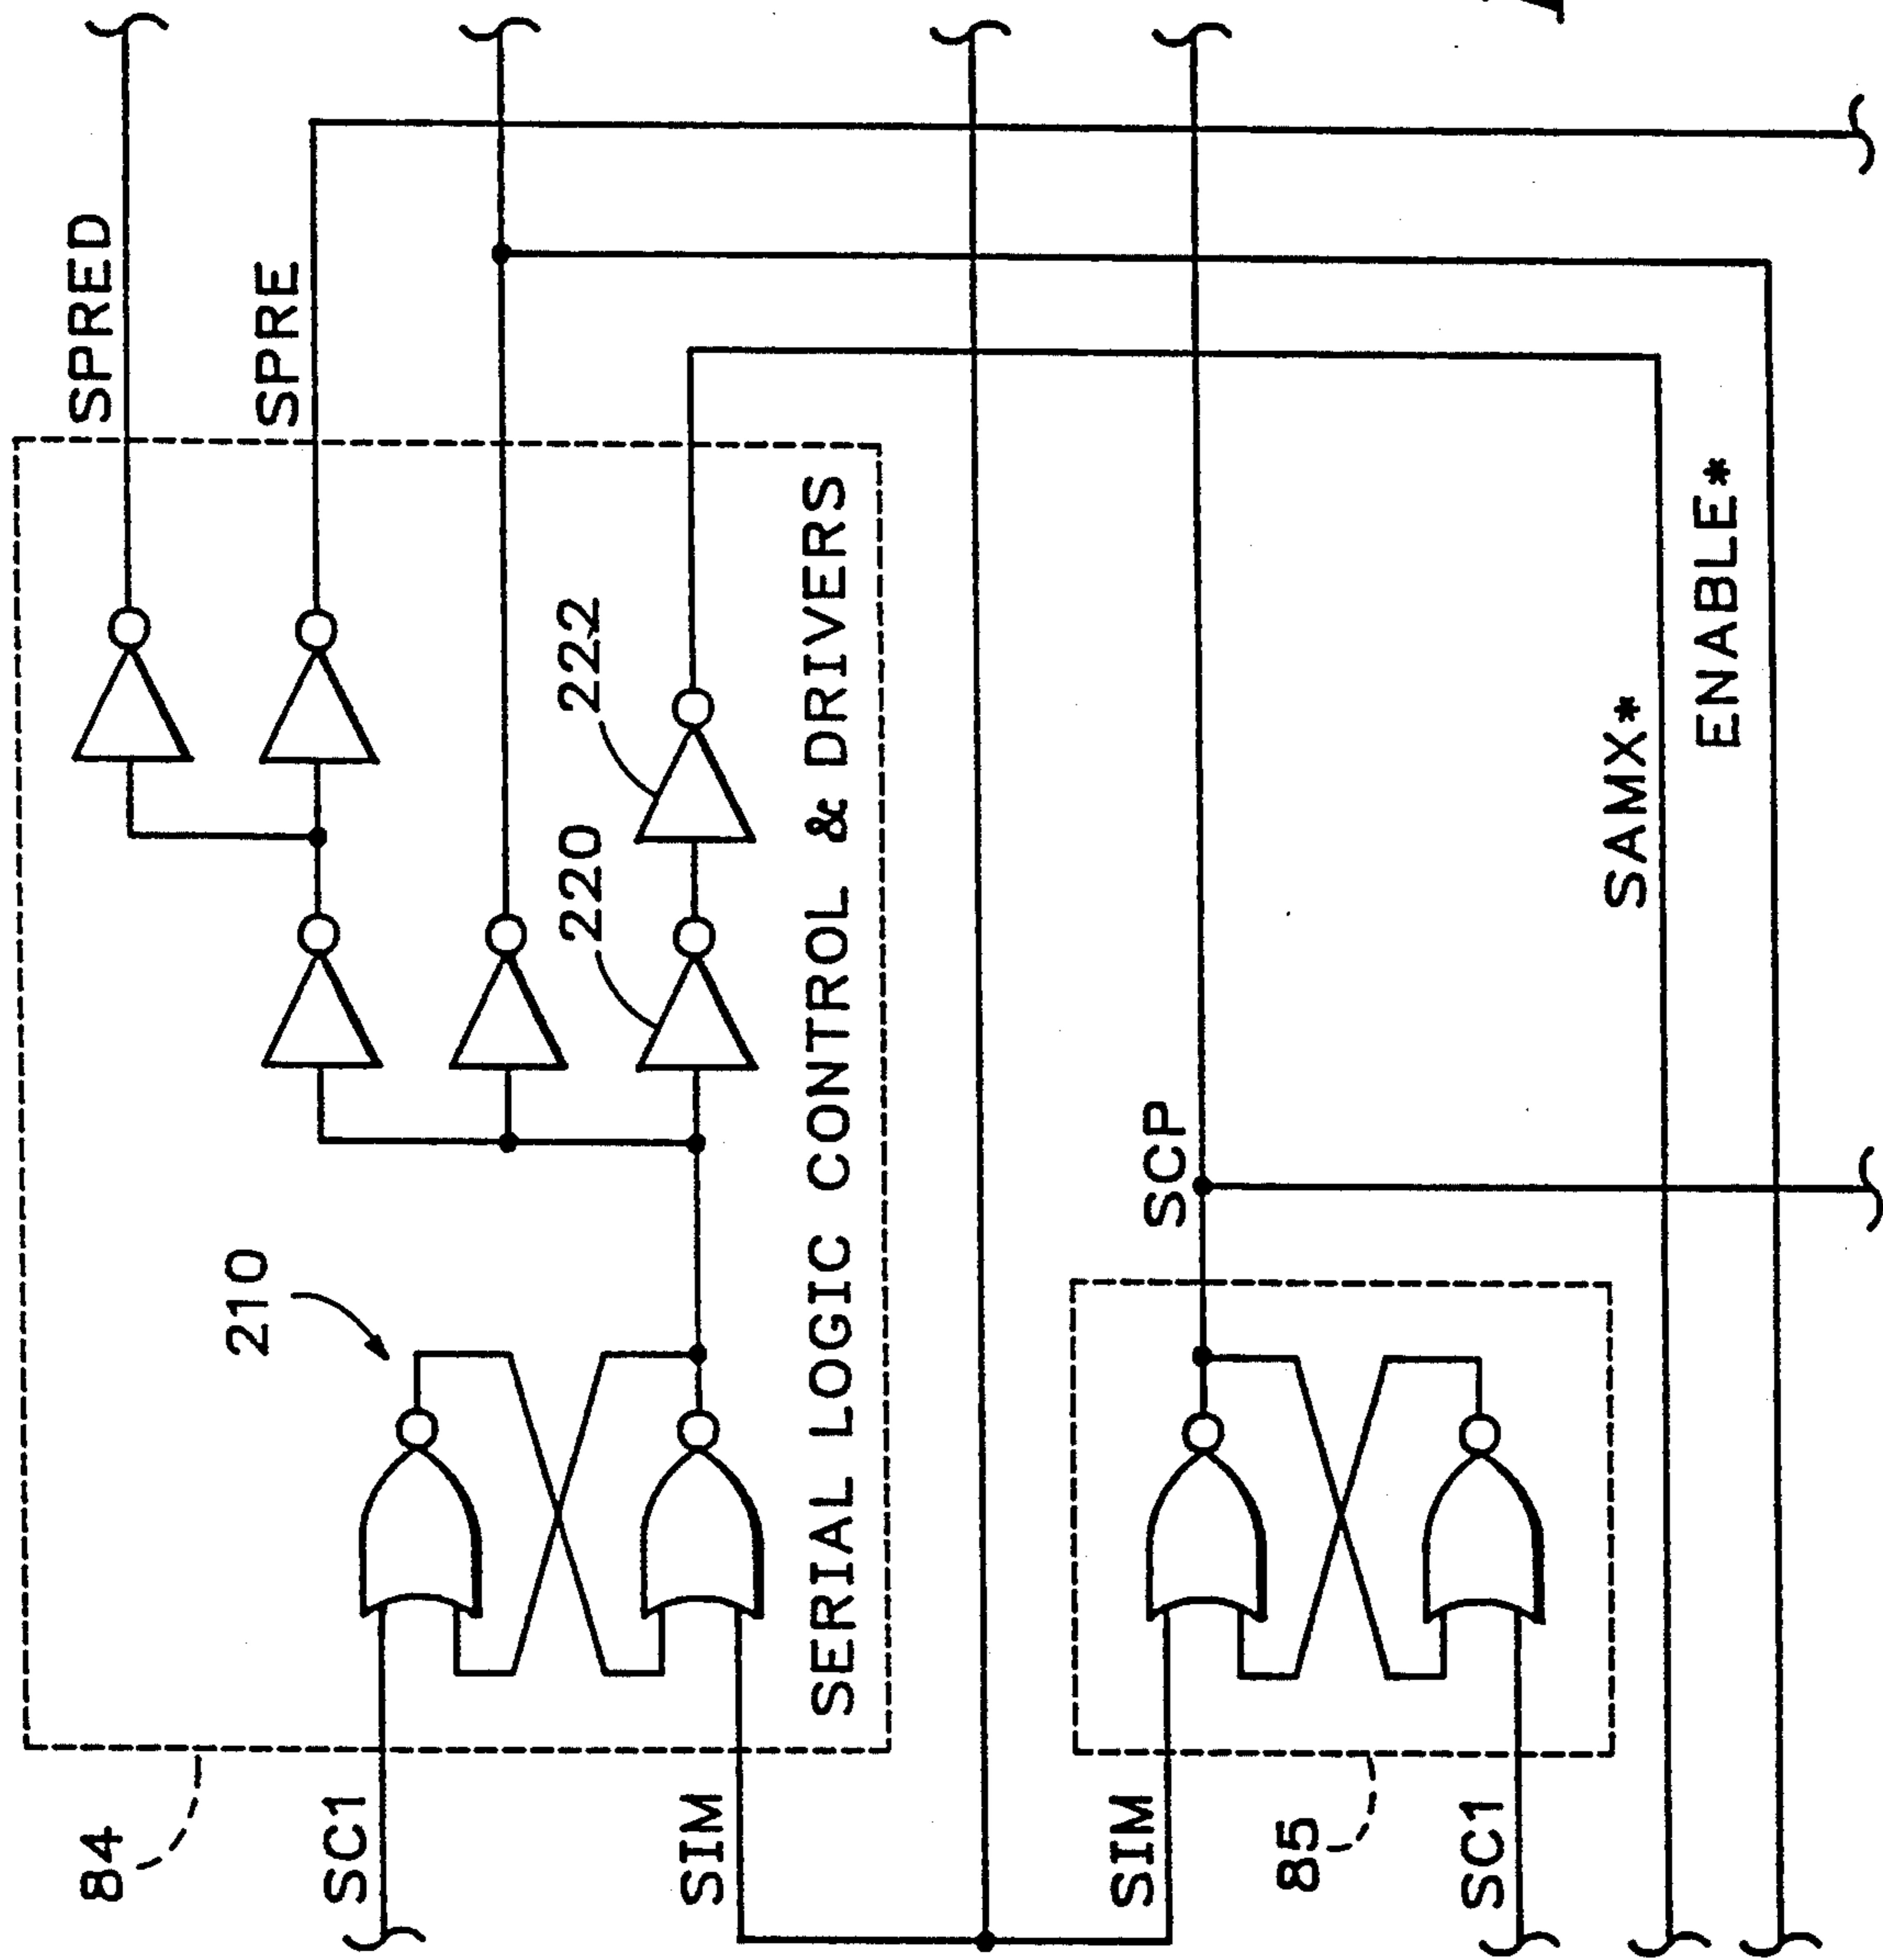 84
SC1
SIM
210
220
222
SERIAL LOGIC CONTROL & DRIVERS
SPRED
SPRE
SIM
85
SC1
SCP
SAMX*
ENABLE*